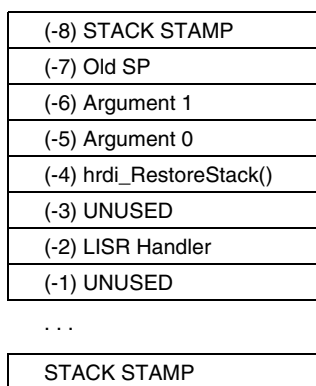 (-8) STACK STAMP
(-7) Old SP
(-6) Argument 1
(-5) Argument 0
(-4) hrdi_RestoreStack()
(-3) UNUSED
(-2) LISR Handler
(-1) UNUSED
. . .
STACK STAMP